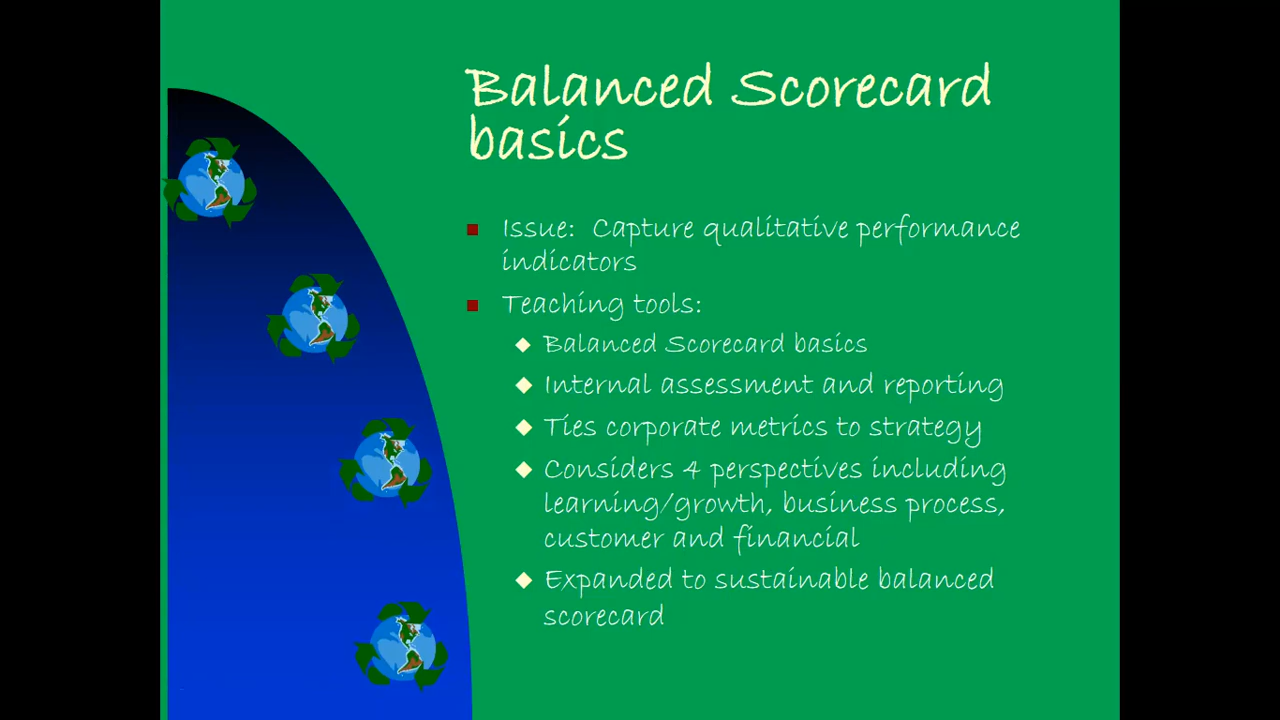 Balanced Scorecard
basics
Issue: Capture qualitative performance
indicators
Teaching tools:
Balanced Scorecard basics
Internal assessment and reporting
Ties corporate metrics to strategy
Considers 4 perspectives including
learning/growth, business process,
customer and financial
Expanded to sustainable balanced
scorecard